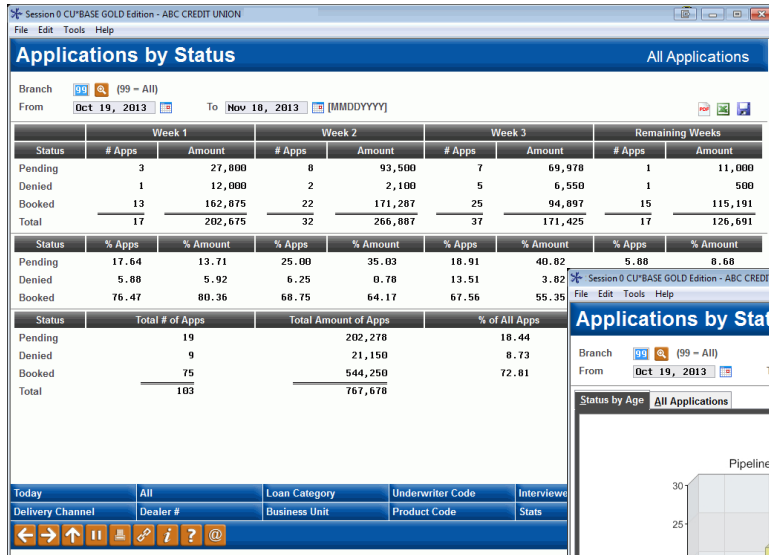 Session 0 CU*BASE GOLD Edition - ABC CREDIT UNION
File Edit Tools Help
Applications by Status All Applications
Branch 99 (99 = All)
From Oct 19, 2013 To Nov 18, 2013 [MMDDYYYY]
Week 1 Week 2 Week 3 Remaining Weeks
Status # Apps Amount # Apps Amount # Apps Amount # Apps Amount
Pending 3 27,800 8 93,500 7 69,978 1 11,000
Denied 1 12,000 2 2,100 5 6,550 1 500
Booked 13 162,875 22 171,287 25 94,897 15 115,191
Total 17 202,675 32 266,887 37 171,425 17 126,691
Status % Apps % Amount % Apps % Amount % Apps % Amount % Apps % Amount
Pending 17.64 13.71 25.00 35.03 18.91 40.82 5.88 8.68
Denied 5.88 5.92 6.25 0.78 13.51 3.82
Booked 76.47 80.36 68.75 64.17 67.56 55.35
Status Total # of Apps Total Amount of Apps % of All Apps
Pending 19 202,278 18.44
Denied 9 21,150 8.73
Booked 75 544,250 72.81
Total 103 767,678
Today All Loan Category Underwriter Code Interviewe
Delivery Channel Dealer # Business Unit Product Code Stats
Session 0 CU*BASE GOLD Edition - ABC CREDI
File Edit Tools Help
Applications by Stat
Branch 99 (99 = All)
From Oct 19, 2013 T
Status by Age All Applications
Pipeline
30
25